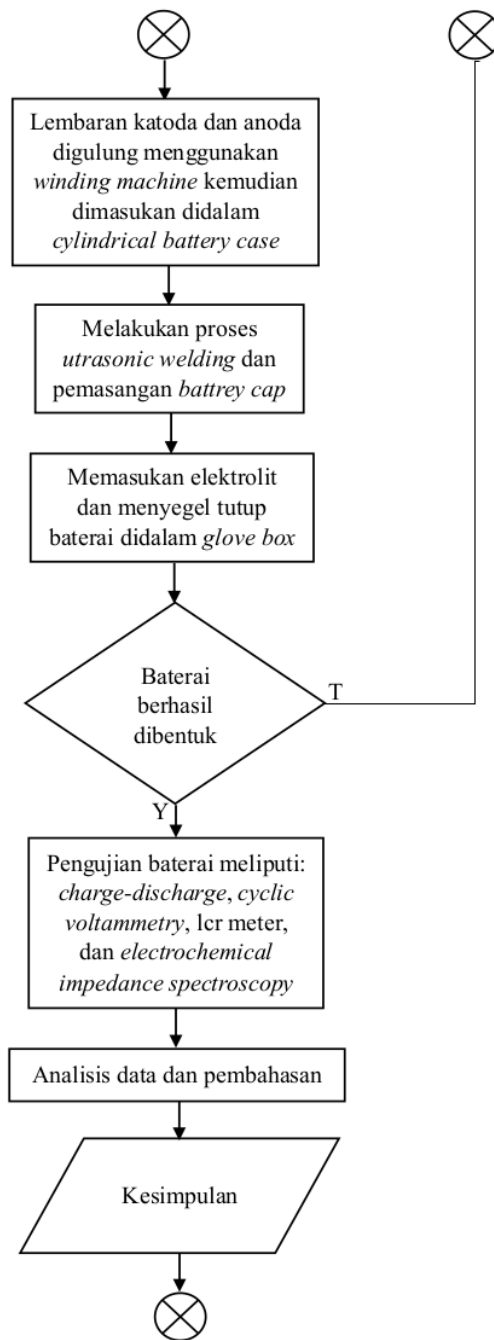 Lembaran katoda dan anoda
digulung menggunakan
winding machine kemudian
dimasukan didalam
cylindrical battery case
Melakukan proses
utrasonic welding dan
pemasangan battrey cap
Memasukan elektrolit
dan menyegel tutup
baterai didalam glove box
Baterai
berhasil
dibentuk
T
Y
Pengujian baterai meliputi:
charge-discharge, cyclic
voltammetry, lcr meter,
dan electrochemical
impedance spectroscopy
Analisis data dan pembahasan
Kesimpulan